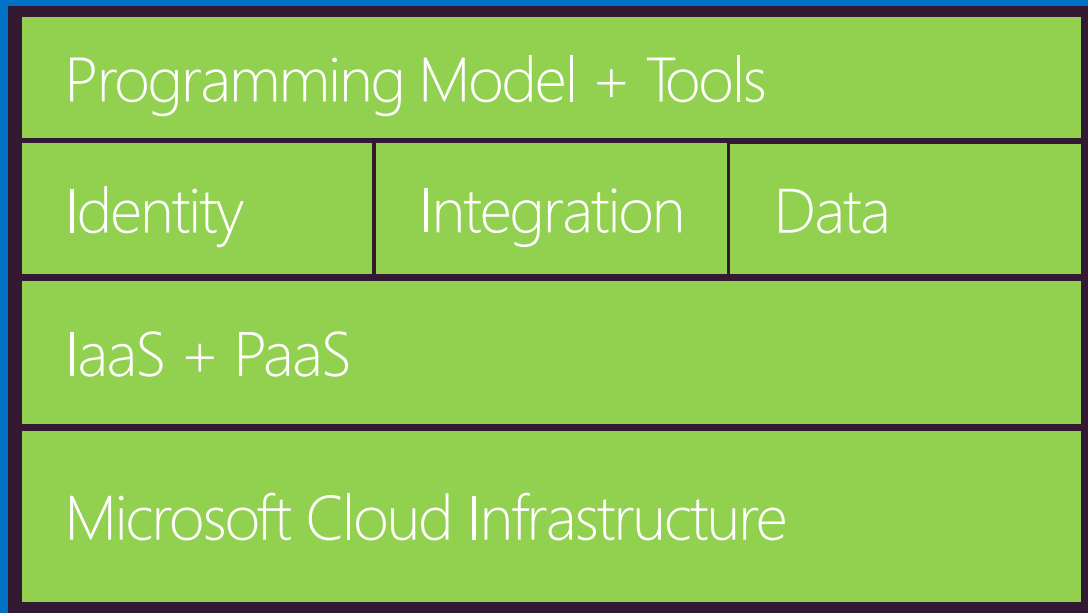 Programming Model + Tools
Identity
Integration
Data
IaaS + PaaS
Microsoft Cloud Infrastructure